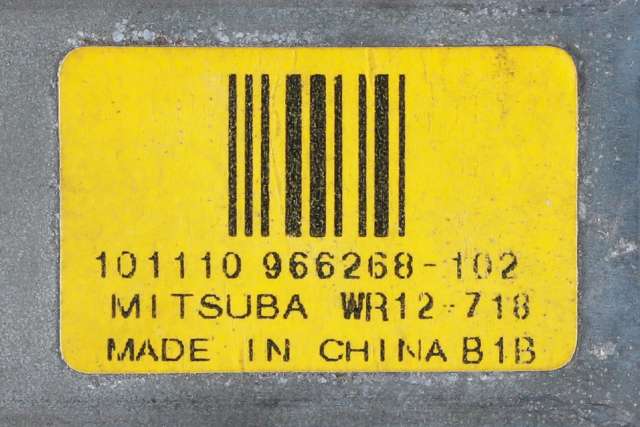 101110 966268-102
MITSUBA WR12-718
MADE IN CHINA B1B